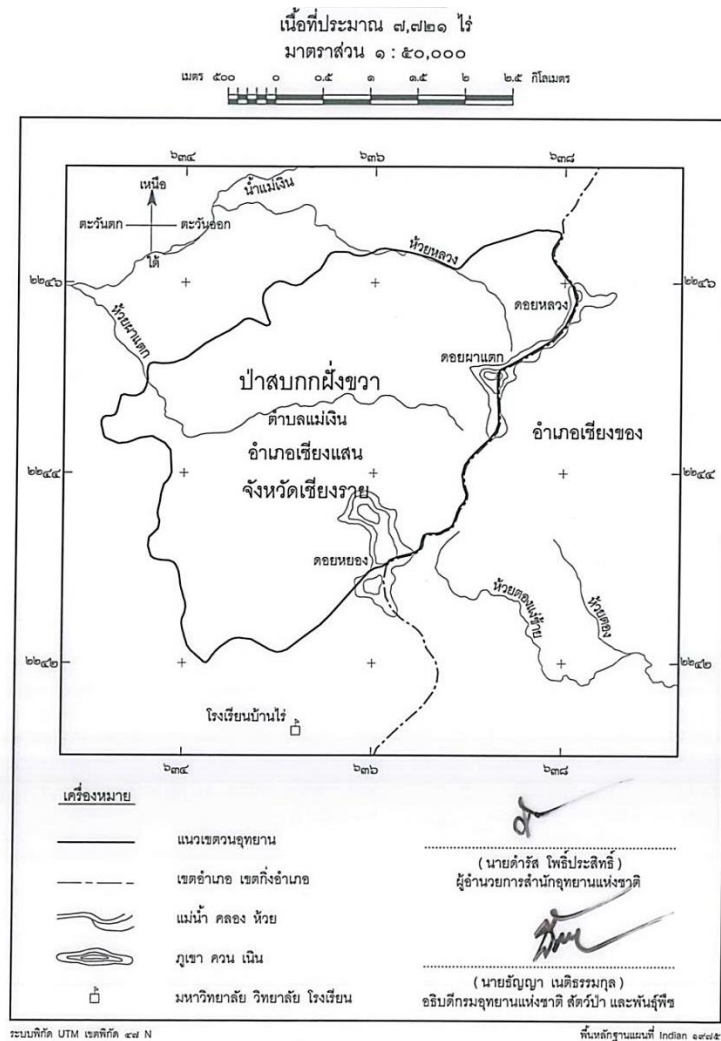 เนื้อที่ประมาณ ๗,๗๒๑ ไร่
มาตราส่วน ๑ : ๕๐,๐๐๐
เมตร ๕๐๐ ๐ ๐.๕ ๑ ๑.๕ ๒ ๒.๕ กิโลเมตร
๖๓๔ ๖๓๖ ๖๓๘
เหนือ
น้ำแม่เงิน
ตะวันตก ตะวันออก
ใต้
ห้วยหลวง
๒๒๔๖ ๒๒๔๖
ห้วยผาแตก
ดอยหลวง
ดอยผาแตก
ป่าสบกกฝั่งขวา
ตำบลแม่เงิน
อำเภอเชียงแสน
อำเภอเชียงของ
๒๒๔๔ ๒๒๔๔
จังหวัดเชียงราย
ดอยหยอง
ห้วยตองแง่ซ้าย
ห้วยตอง
๒๒๔๒ ๒๒๔๒
โรงเรียนบ้านไร่
๖๓๔ ๖๓๖ ๖๓๘
เครื่องหมาย
แนวเขตวนอุทยาน
เขตอำเภอ เขตกิ่งอำเภอ
แม่น้ำ คลอง ห้วย
ภูเขา ควน เนิน
มหาวิทยาลัย วิทยาลัย โรงเรียน
(นายดำรัส โพธิ์ประสิทธิ์)
ผู้อำนวยการสำนักอุทยานแห่งชาติ
(นายธัญญา เนติธรรมกุล)
อธิบดีกรมอุทยานแห่งชาติ สัตว์ป่า และพันธุ์พืช
ระบบพิกัด UTM เขตพิกัด ๔๗ N
พื้นหลักฐานแผนที่ Indian ๑๙๗๕